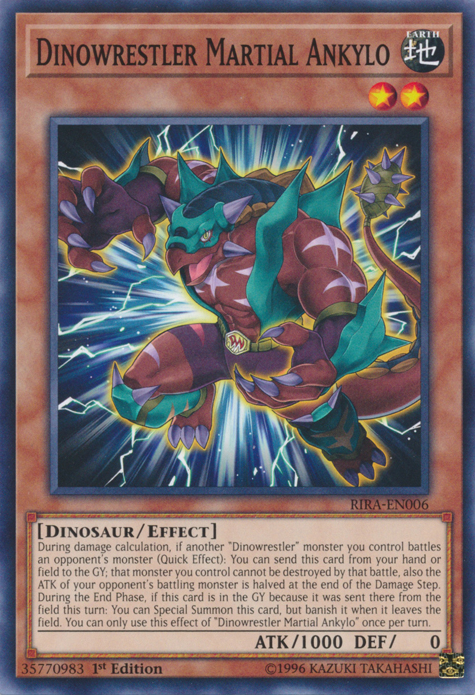 DINOWRESTLER MARTIAL ANKYLO
EARTH
地
RIRA-EN006
[DINOSAUR/EFFECT]
During damage calculation, if another "Dinowrestler" monster you control battles
an opponent's monster (Quick Effect): You can send this card from your hand or
field to the GY; that monster you control cannot be destroyed by that battle, also the
ATK of your opponent's battling monster is halved at the end of the Damage Step.
During the End Phase, if this card is in the GY because it was sent there from the
field this turn: You can Special Summon this card, but banish it when it leaves the
field. You can only use this effect of "Dinowrestler Martial Ankylo" once per turn.
ATK/1000 DEF/ 0
35770983 1st Edition ©1996 KAZUKI TAKAHASHI